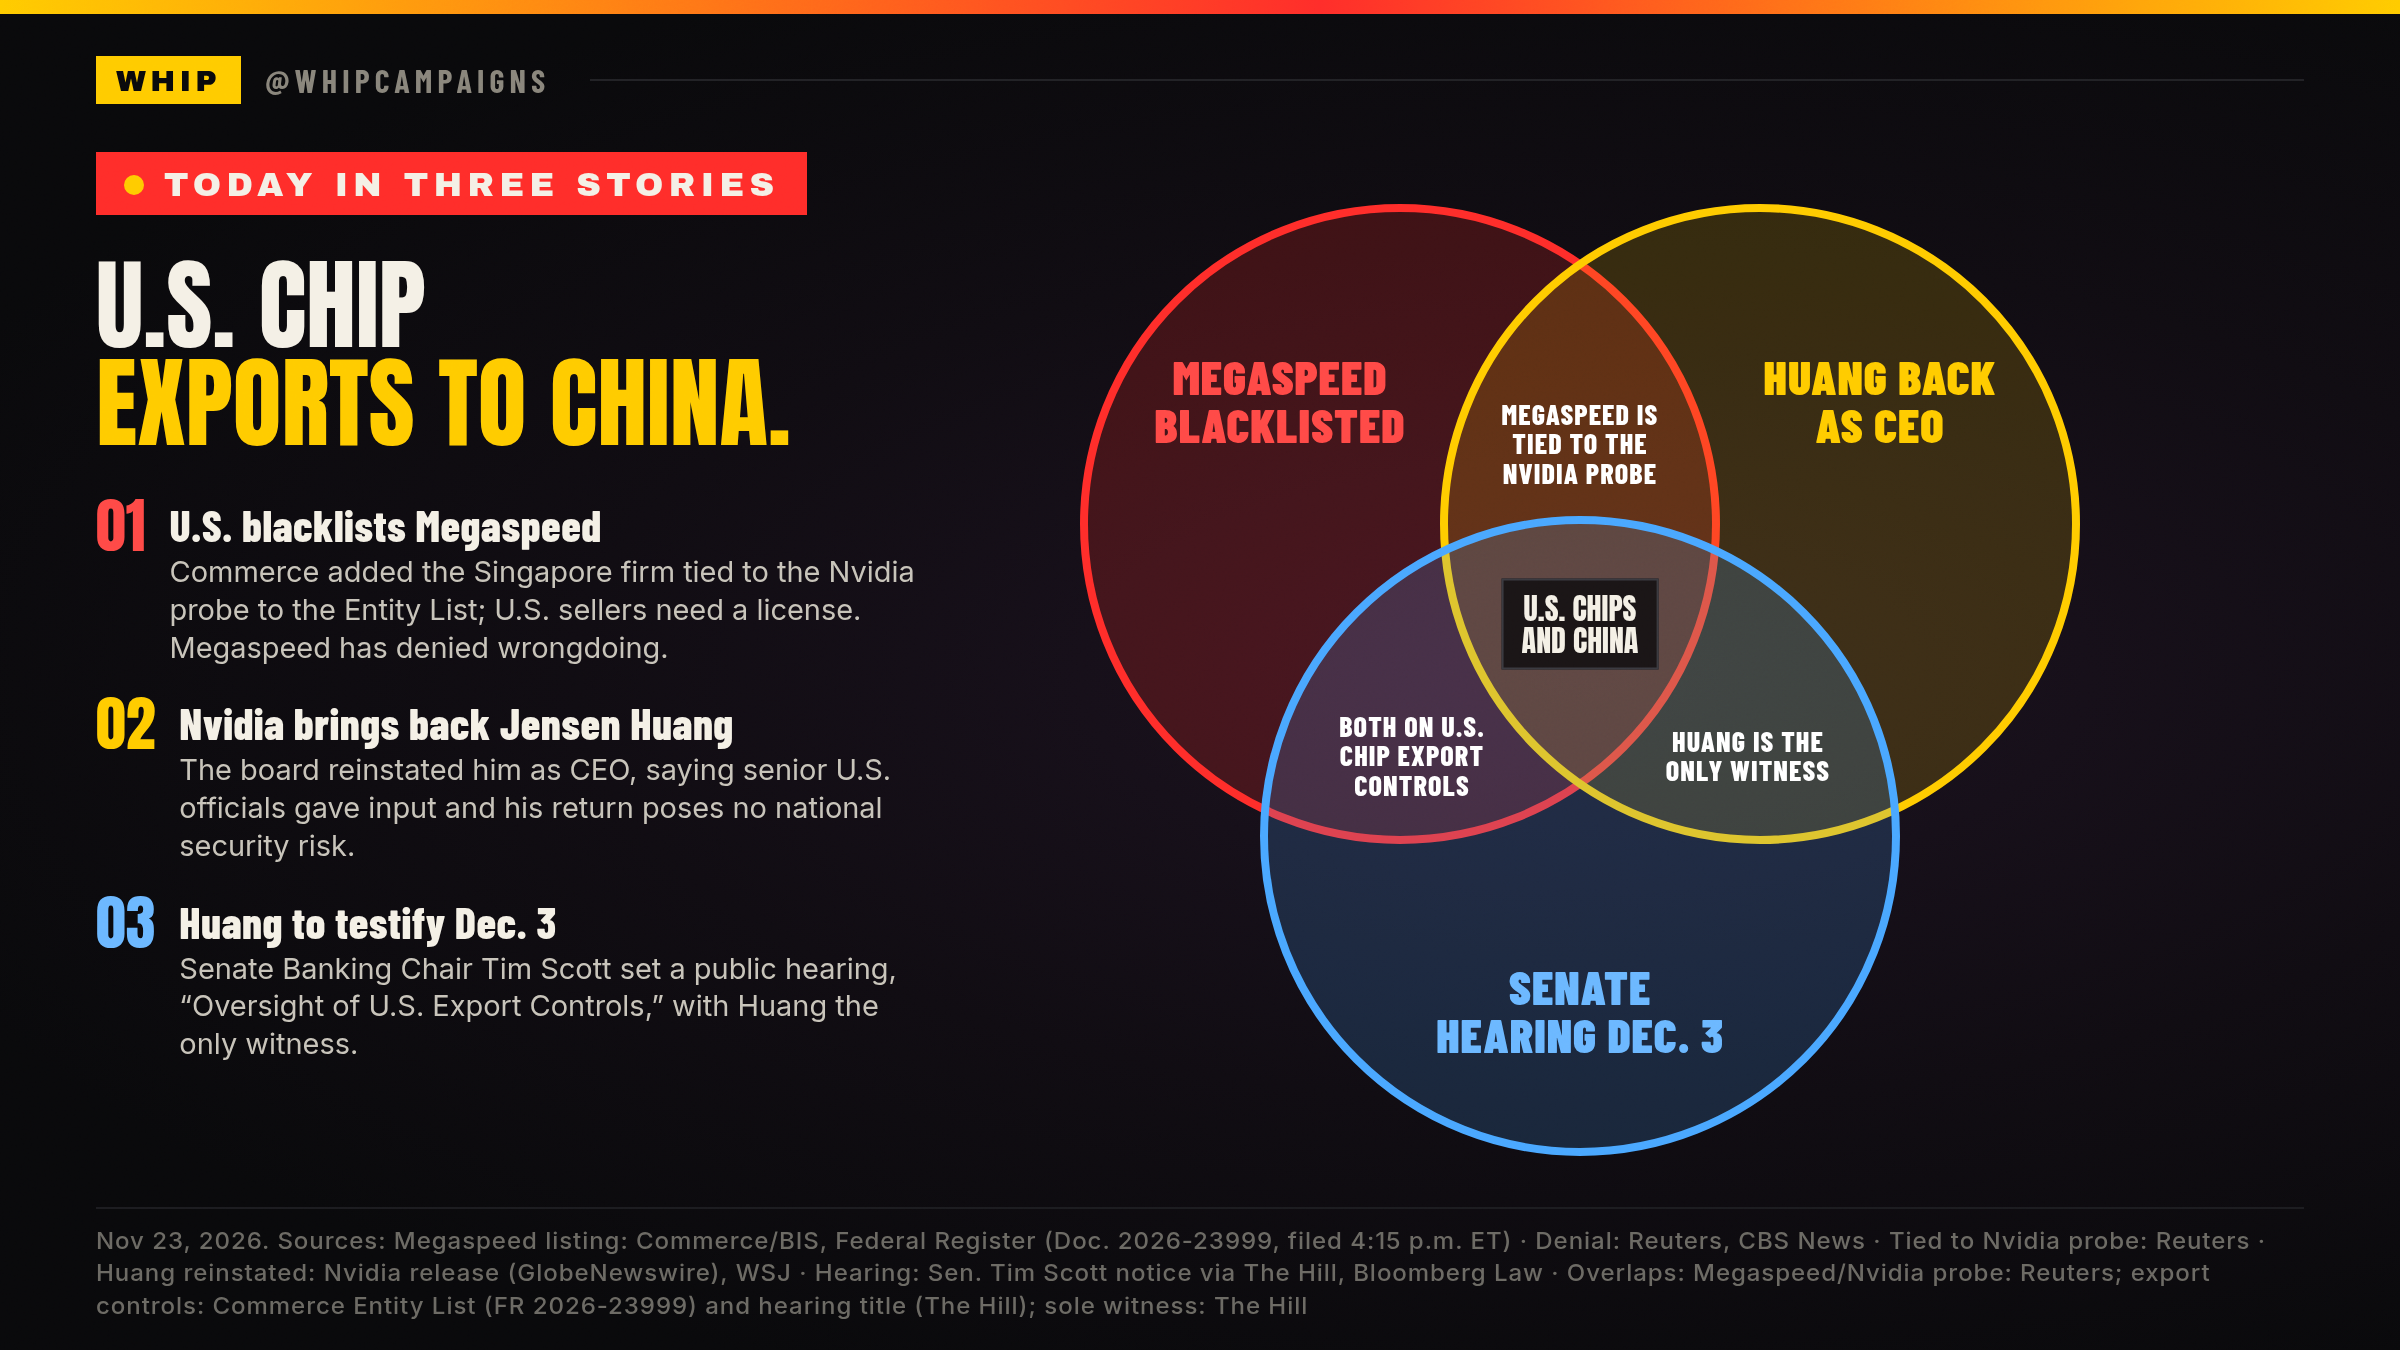 WHIP @WHIPCAMPAIGNS
TODAY IN THREE STORIES
U.S. CHIP
EXPORTS TO CHINA.
01 U.S. blacklists Megaspeed
Commerce added the Singapore firm tied to the Nvidia
probe to the Entity List; U.S. sellers need a license.
Megaspeed has denied wrongdoing.
02 Nvidia brings back Jensen Huang
The board reinstated him as CEO, saying senior U.S.
officials gave input and his return poses no national
security risk.
03 Huang to testify Dec. 3
Senate Banking Chair Tim Scott set a public hearing,
“Oversight of U.S. Export Controls,” with Huang the
only witness.
MEGASPEED
BLACKLISTED
MEGASPEED IS
TIED TO THE
NVIDIA PROBE
HUANG BACK
AS CEO
U.S. CHIPS
AND CHINA
BOTH ON U.S.
CHIP EXPORT
CONTROLS
HUANG IS THE
ONLY WITNESS
SENATE
HEARING DEC. 3
Nov 23, 2026. Sources: Megaspeed listing: Commerce/BIS, Federal Register (Doc. 2026-23999, filed 4:15 p.m. ET) · Denial: Reuters, CBS News · Tied to Nvidia probe: Reuters ·
Huang reinstated: Nvidia release (GlobeNewswire), WSJ · Hearing: Sen. Tim Scott notice via The Hill, Bloomberg Law · Overlaps: Megaspeed/Nvidia probe: Reuters; export
controls: Commerce Entity List (FR 2026-23999) and hearing title (The Hill); sole witness: The Hill